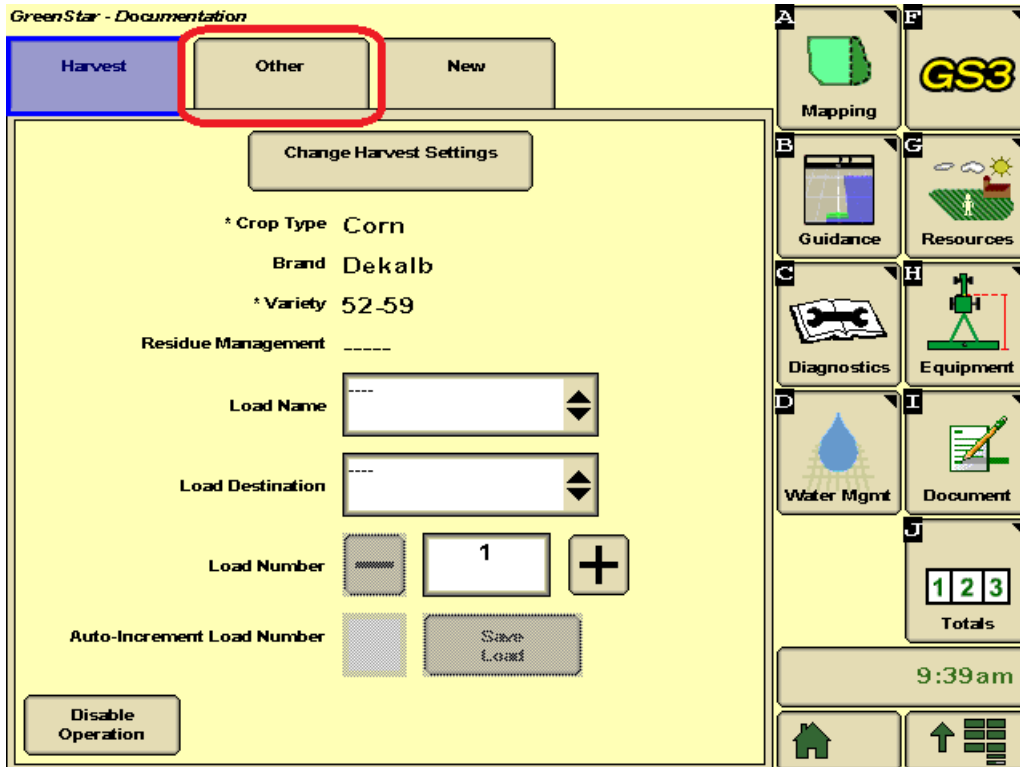 GreenStar - Documentation
Harvest
Other
New
Change Harvest Settings
* Crop Type Corn
Brand Dekalb
* Variety 52-59
Residue Management -----
Load Name ----
Load Destination ----
Load Number 1
Auto-Increment Load Number
Save
Load
Disable
Operation
A
Mapping
F
GS3
B
Guidance
G
Resources
C
Diagnostics
H
Equipment
D
Water Mgmt
I
Document
J
1 2 3
Totals
9:39am